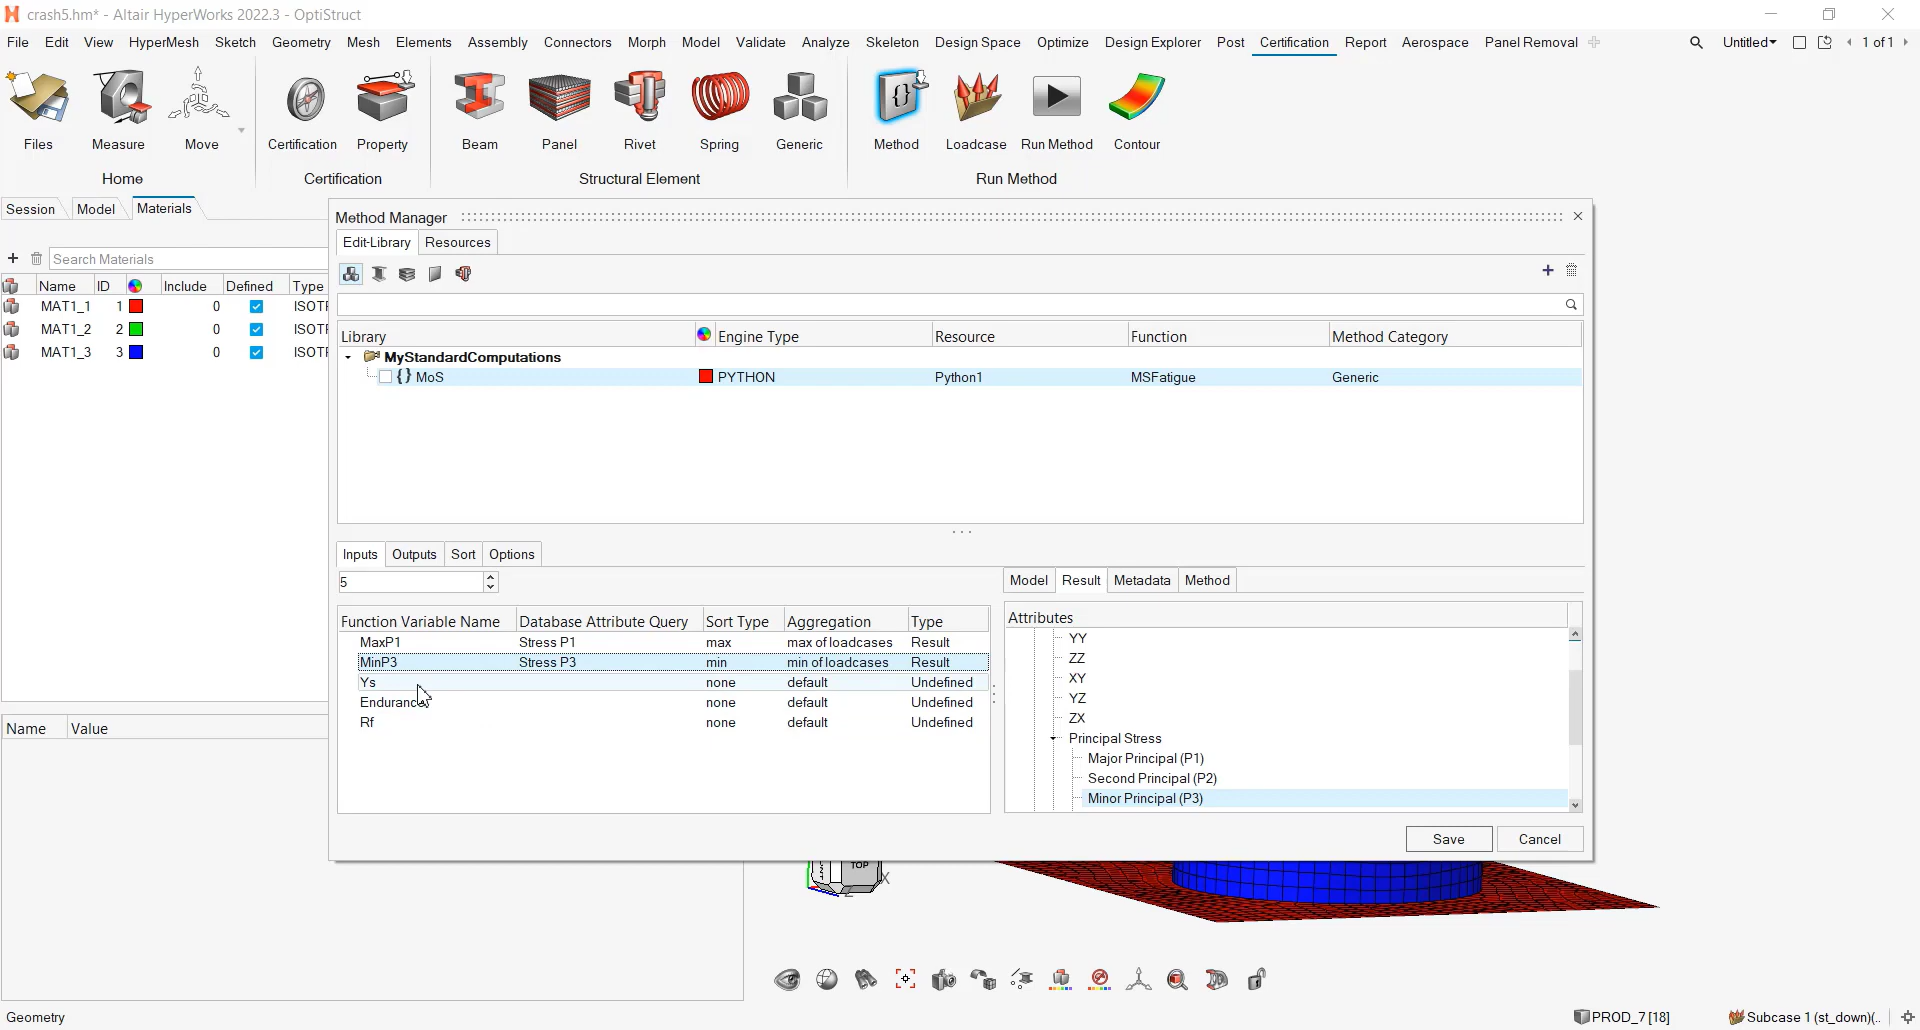 crash5.hm* - Altair HyperWorks 2022.3 - OptiStruct
File Edit View HyperMesh Sketch Geometry Mesh Elements Assembly Connectors Morph Model Validate Analyze Skeleton Design Space Optimize Design Explorer Post Certification Report Aerospace Panel Removal Untitled 1 of 1
Files Measure Move Certification Property Beam Panel Rivet Spring Generic Method Loadcase Run Method Contour
Home Certification Structural Element Run Method
Session Model Materials
Search Materials
Name ID Include Defined Type
MAT1_1 1 0
MAT1_2 2 0
MAT1_3 3 0
Name Value
Method Manager
Edit-Library Resources
Library Engine Type Resource Function Method Category
MyStandardComputations
{} MoS PYTHON Python1 MSFatigue Generic
Inputs Outputs Sort Options
5
Model Result Metadata Method
Function Variable Name Database Attribute Query Sort Type Aggregation Type
MaxP1 Stress P1 max max of loadcases Result
MinP3 Stress P3 min min of loadcases Result
Ys none default Undefined
Endurance none default Undefined
Rf none default Undefined
Attributes
YY
ZZ
XY
YZ
ZX
Principal Stress
Major Principal (P1)
Second Principal (P2)
Minor Principal (P3)
Save Cancel
TOP
X
Z
Geometry PROD_7 [18] Subcase 1 (st_down)(..